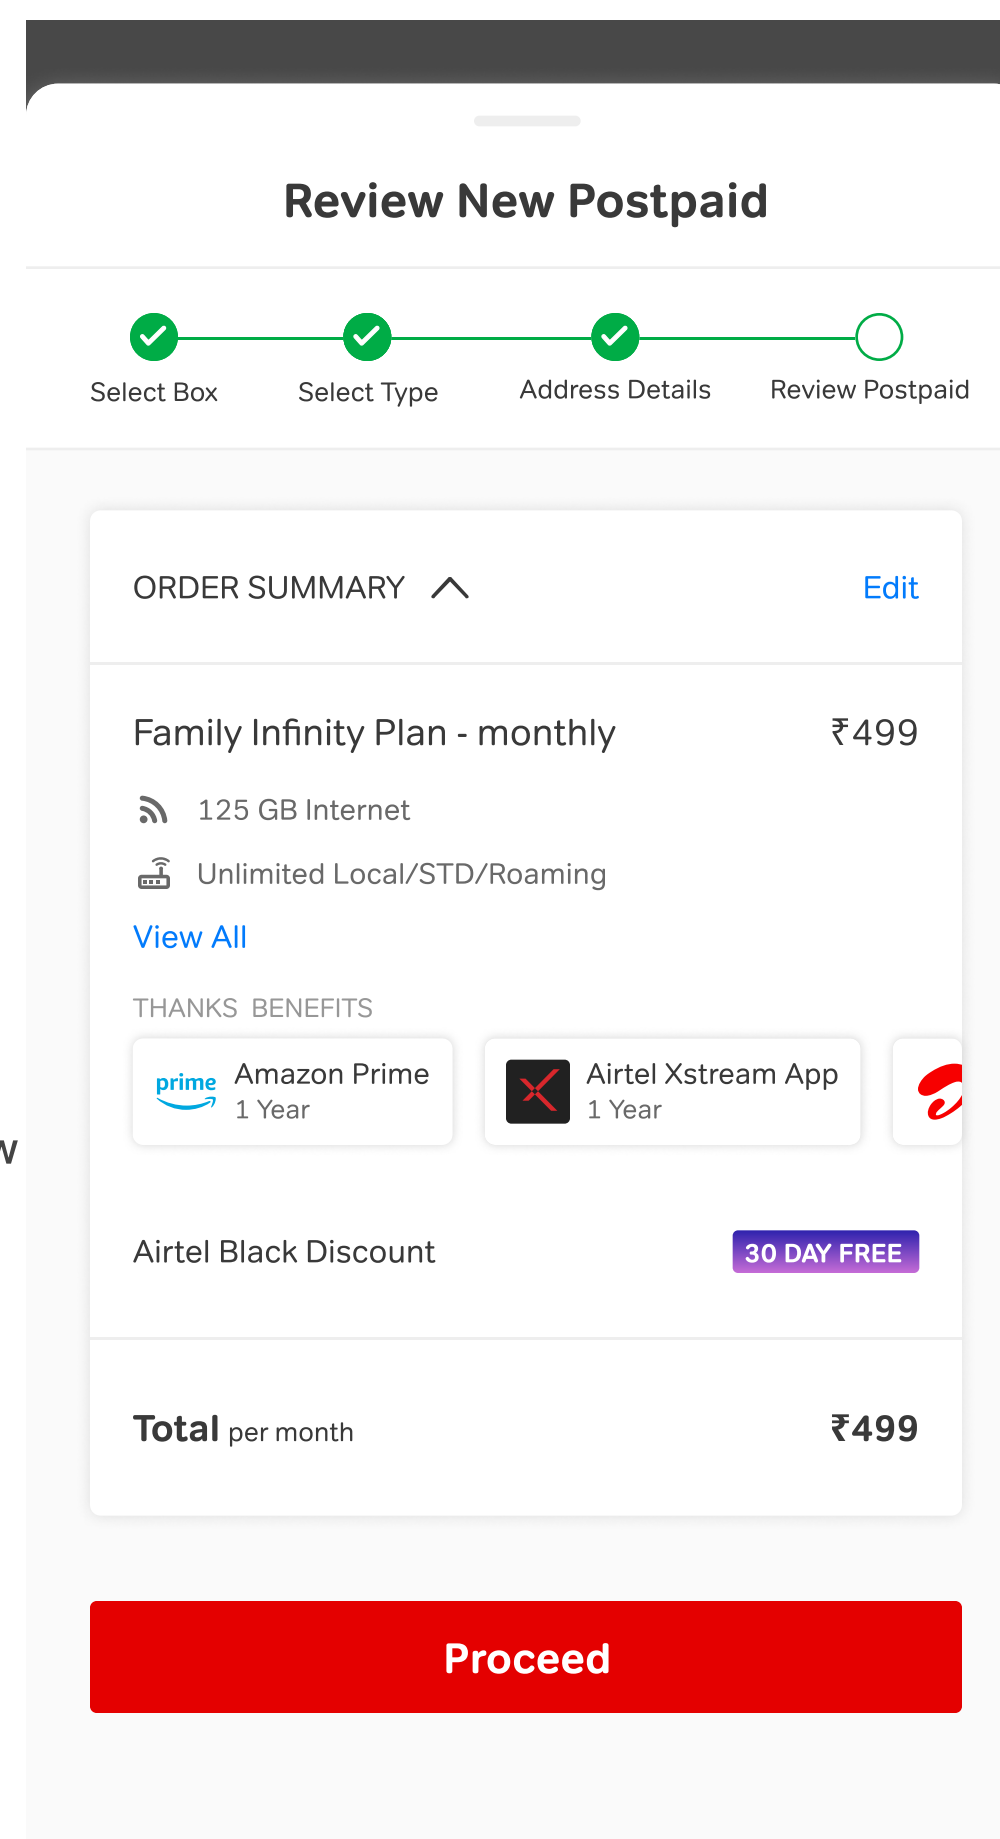 Review New Postpaid
Select Box
Select Type
Address Details
Review Postpaid
ORDER SUMMARY
Edit
Family Infinity Plan - monthly
₹499
125 GB Internet
Unlimited Local/STD/Roaming
View All
THANKS BENEFITS
prime
Amazon Prime
1 Year
Airtel Xstream App
1 Year
w
Airtel Black Discount
30 DAY FREE
Total per month
₹499
Proceed